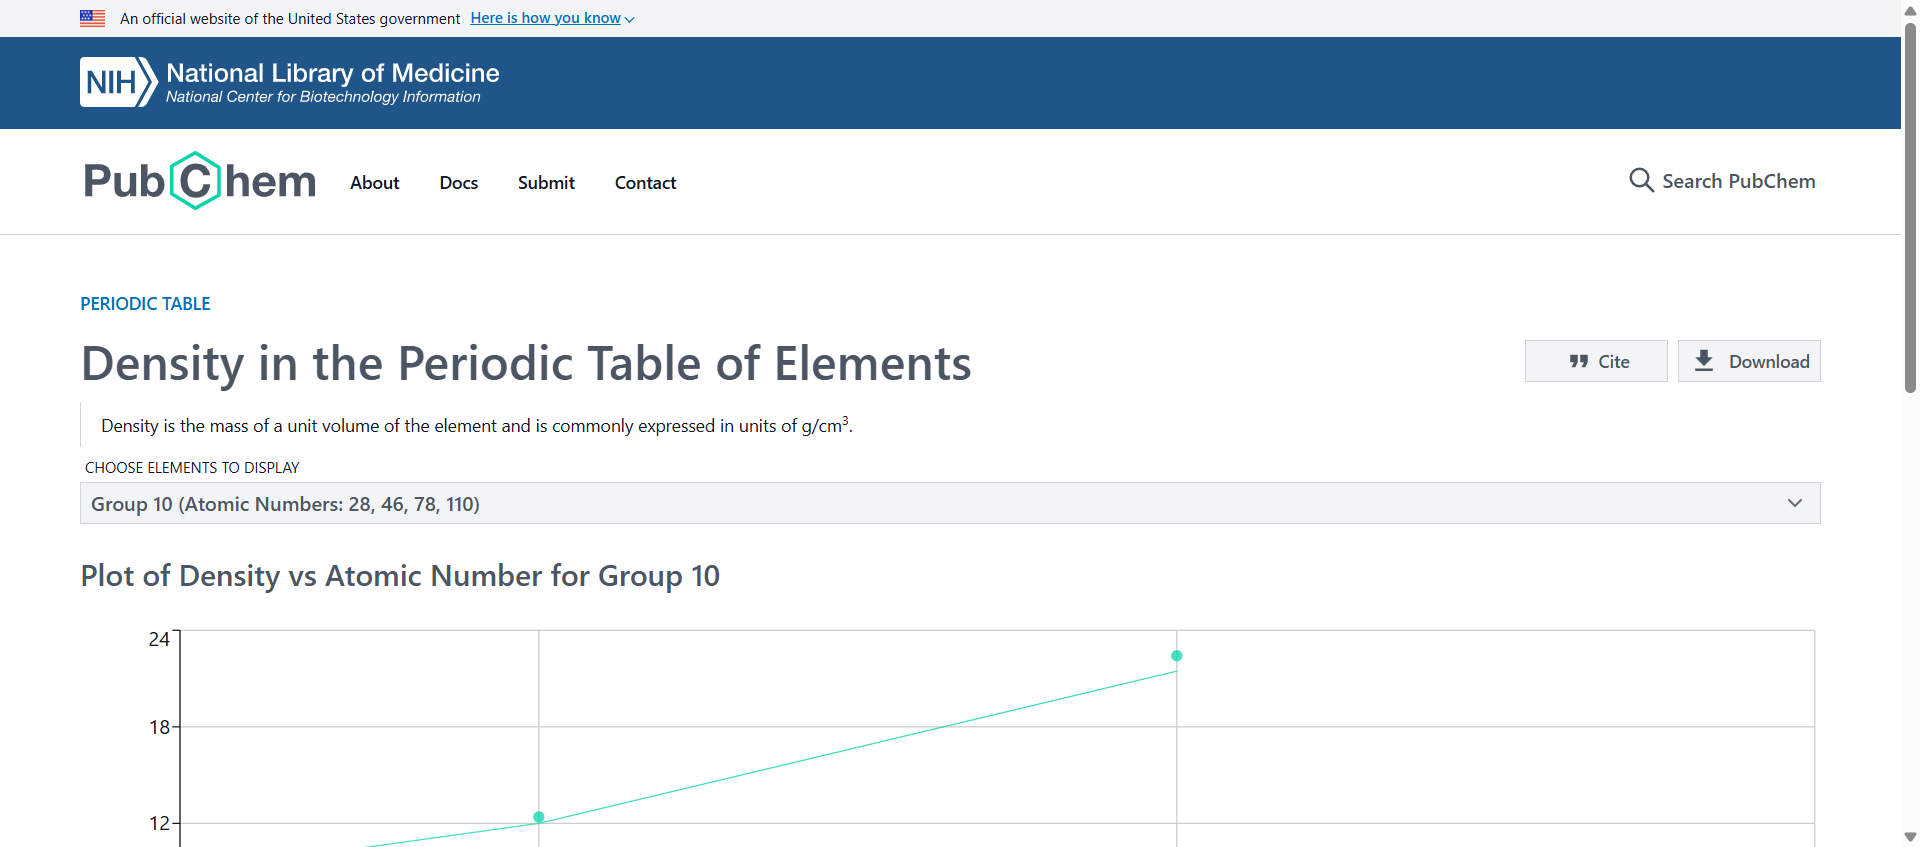 An official website of the United States government Here is how you know
NIH National Library of Medicine
National Center for Biotechnology Information
PubChem About Docs Submit Contact Search PubChem
PERIODIC TABLE
Density in the Periodic Table of Elements
Cite Download
Density is the mass of a unit volume of the element and is commonly expressed in units of g/cm³.
CHOOSE ELEMENTS TO DISPLAY
Group 10 (Atomic Numbers: 28, 46, 78, 110)
Plot of Density vs Atomic Number for Group 10
24
18
12